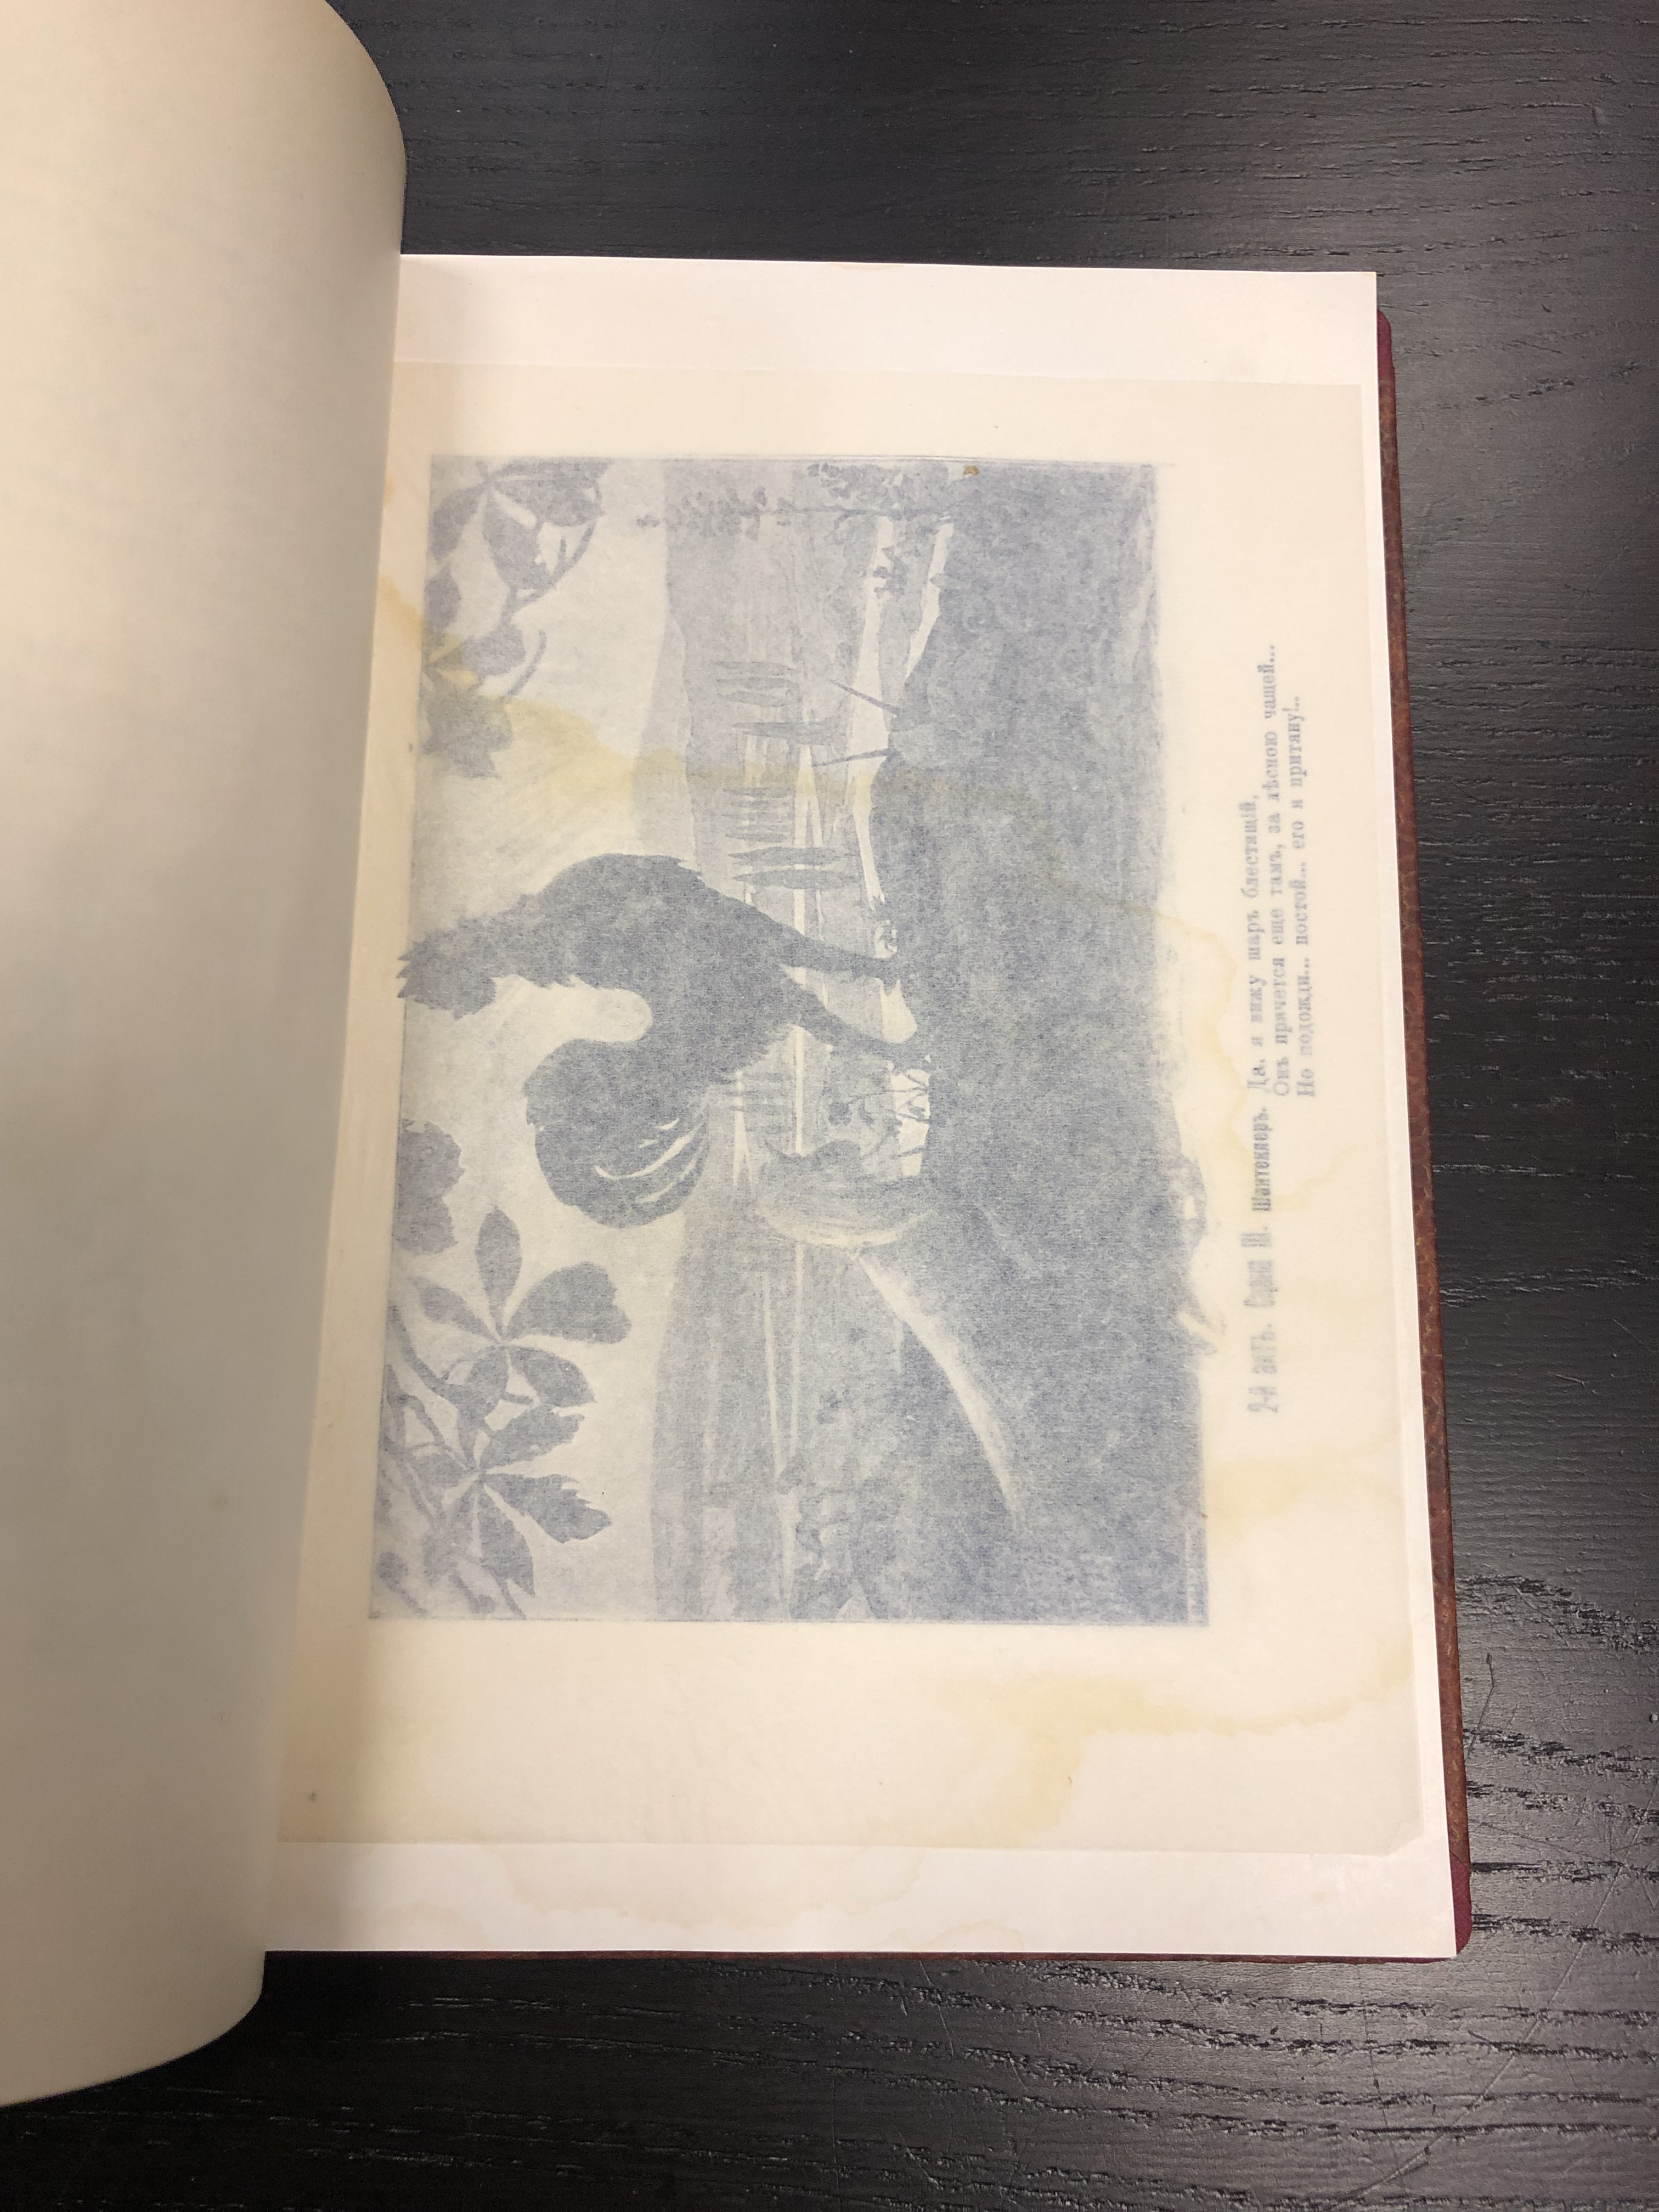 2-й актъ. Сцена III. Шантеклеръ. Да, я вижу шаръ блестящій,
Онъ прячется еще тамъ, за лѣсною чащей...
Но подожди... постой... его я притяну!..